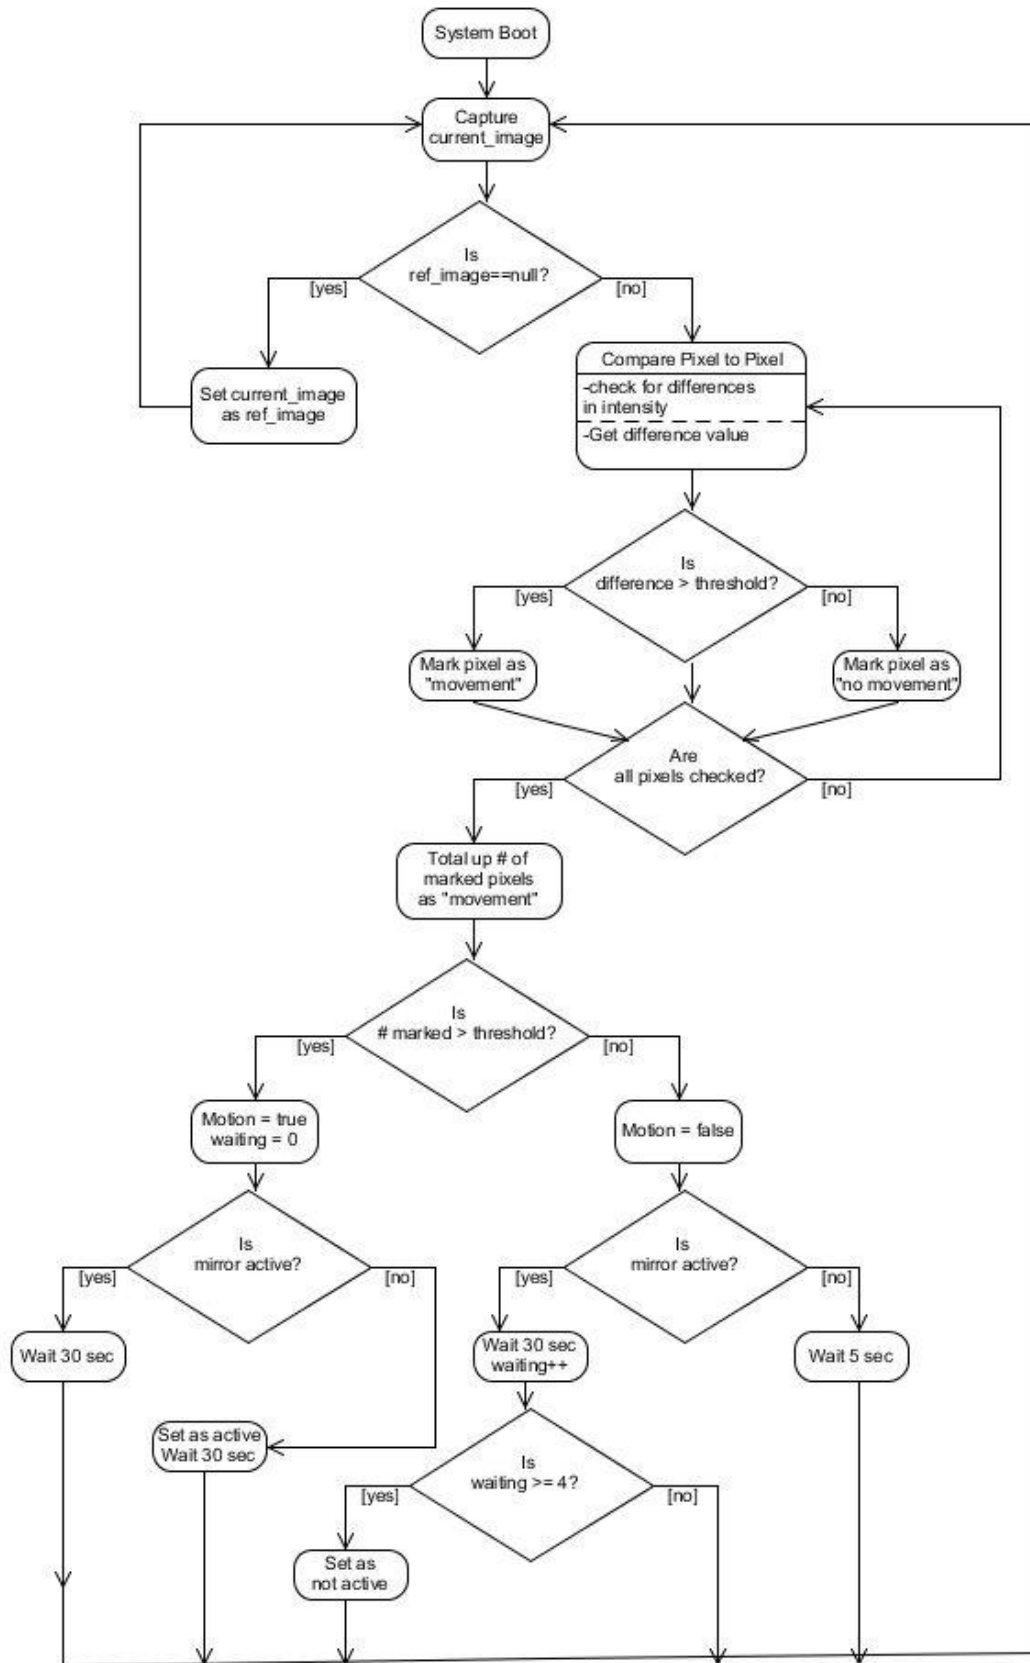 System Boot
Capture
current_image
Is
ref_image==null?
[yes]
[no]
Set current_image
as ref_image
Compare Pixel to Pixel
-check for differences
in intensity
-Get difference value
Is
difference > threshold?
[yes]
[no]
Mark pixel as
"movement"
Mark pixel as
"no movement"
Are
all pixels checked?
[yes]
[no]
Total up # of
marked pixels
as "movement"
Is
# marked > threshold?
[yes]
[no]
Motion = true
waiting = 0
Motion = false
Is
mirror active?
[yes]
[no]
Is
mirror active?
[yes]
[no]
Wait 30 sec
Wait 30 sec
waiting++
Wait 5 sec
Set as active
Wait 30 sec
Is
waiting >= 4?
[yes]
[no]
Set as
not active